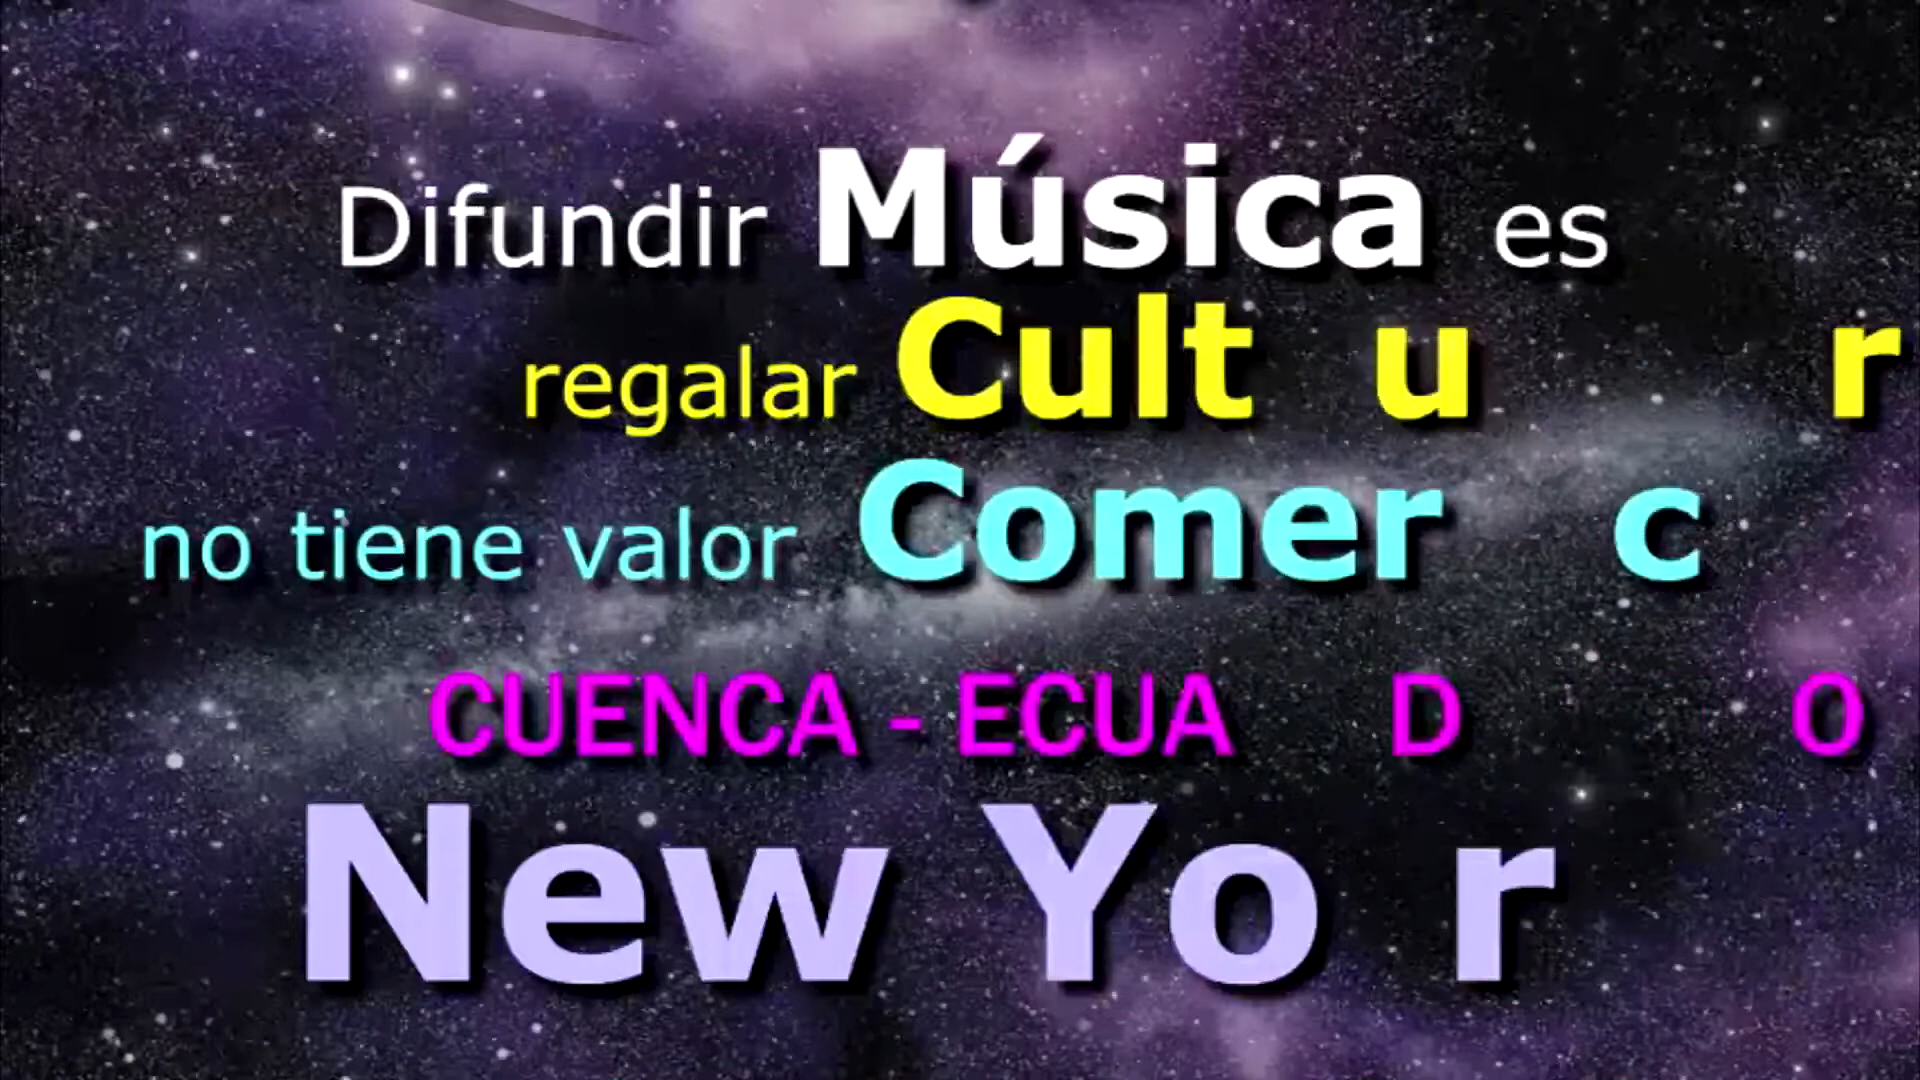 Difundir Música es
regalar Cult u r
no tiene valor Comer c
CUENCA - ECUA D O
New Yo r